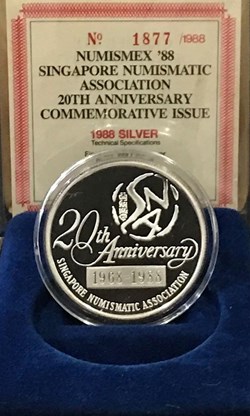 No 1877 /1988
NUMISMEX '88
SINGAPORE NUMISMATIC
ASSOCIATION
20TH ANNIVERSARY
COMMEMORATIVE ISSUE
1988 SILVER
Technical Specifications
SNA
20th
Anniversary
1968 1988
SINGAPORE NUMISMATIC ASSOCIATION